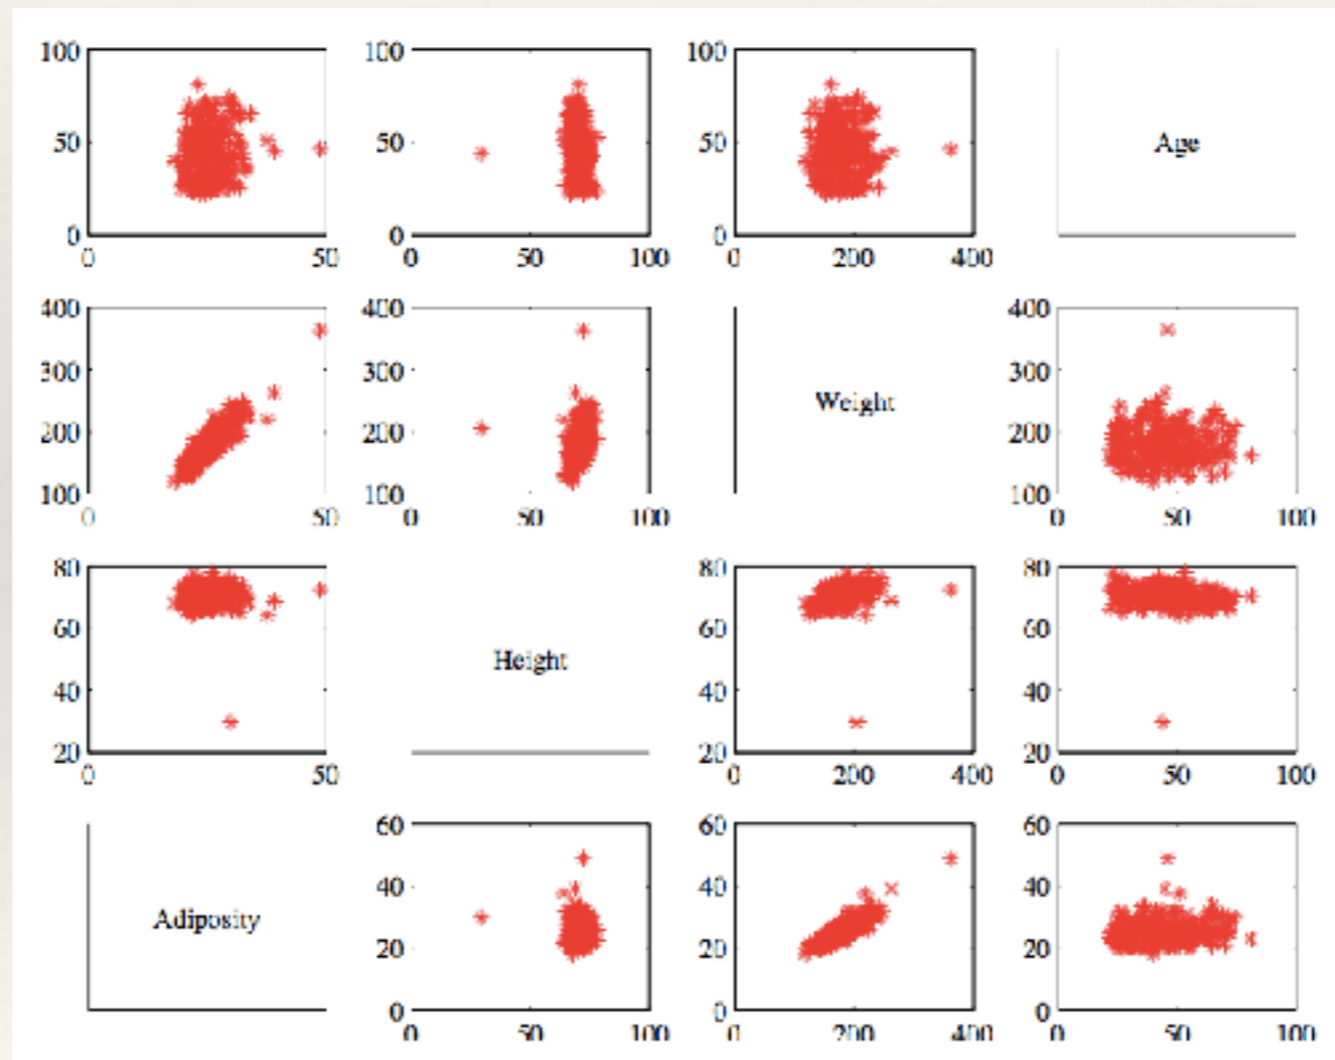 100 100 100
50 50 50 Age
0 0 0
0 50 0 50 100 0 200 400
400 400 400
300 300 300
200 200 Weight 200
100 100 100
0 50 0 50 100 0 50 100
80 80 80
60 60 60
Height
40 40 40
20 20 20
0 50 0 200 400 0 50 100
60 60 60
40 40 40
Adiposity
20 20 20
0 0 0
0 50 100 0 200 400 0 50 100